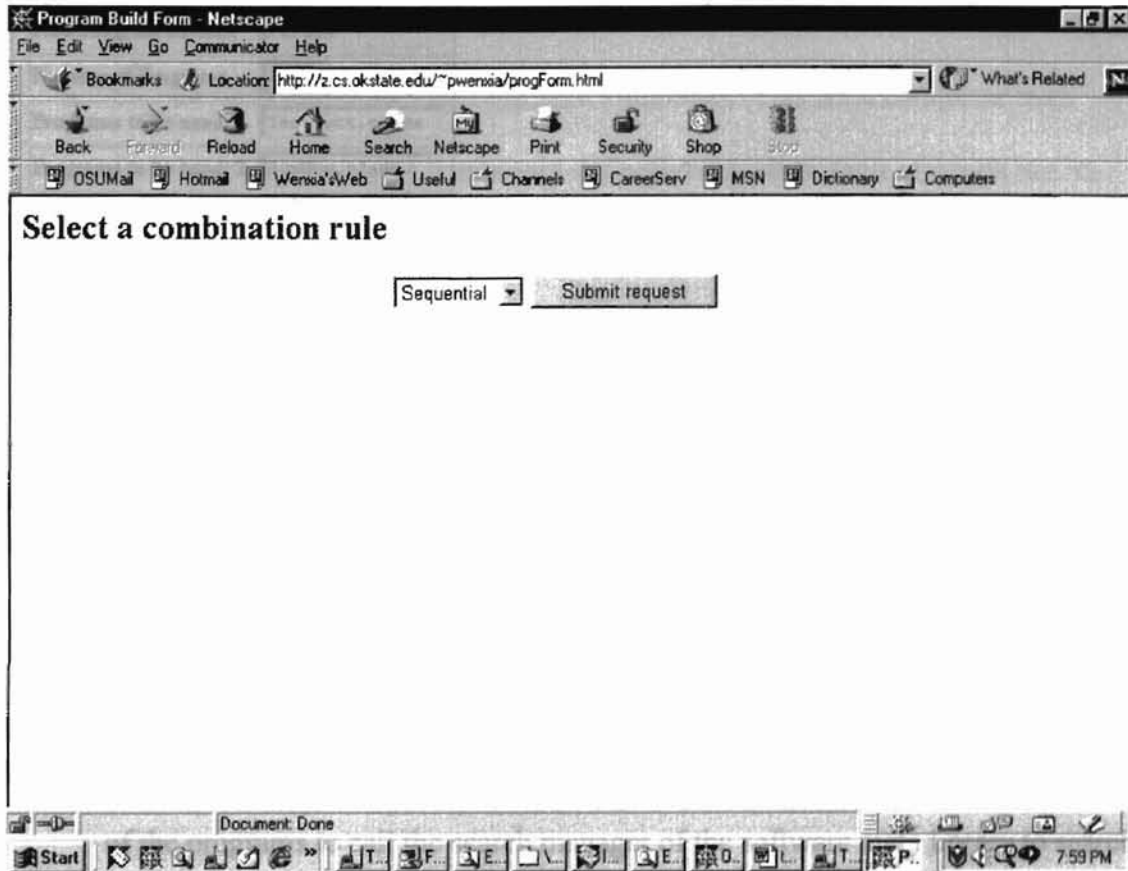 Program Build Form - Netscape
File Edit View Go Communicator Help
Bookmarks Location: http://z.cs.okstate.edu/~pwenxia/progForm.html What's Related N
Back Forward Reload Home Search Netscape Print Security Shop Stop
OSUMail Hotmail Wenxia'sWeb Useful Channels CareerServ MSN Dictionary Computers
Select a combination rule
Sequential Submit request
Document: Done
Start » T... F... E... \... I... E... O... T... P... 7:59 PM